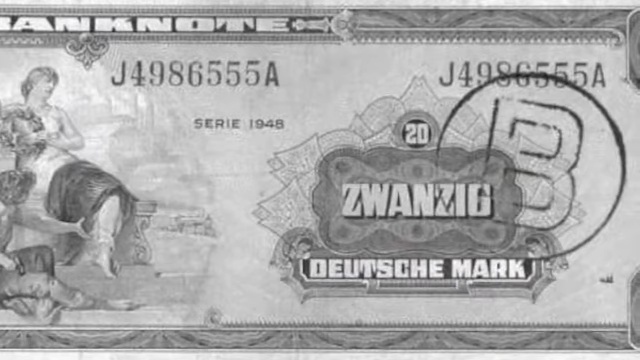 BANKNOTE
J4986555A J4986555A
SERIE 1948
20
B
ZWANZIG
DEUTSCHE MARK